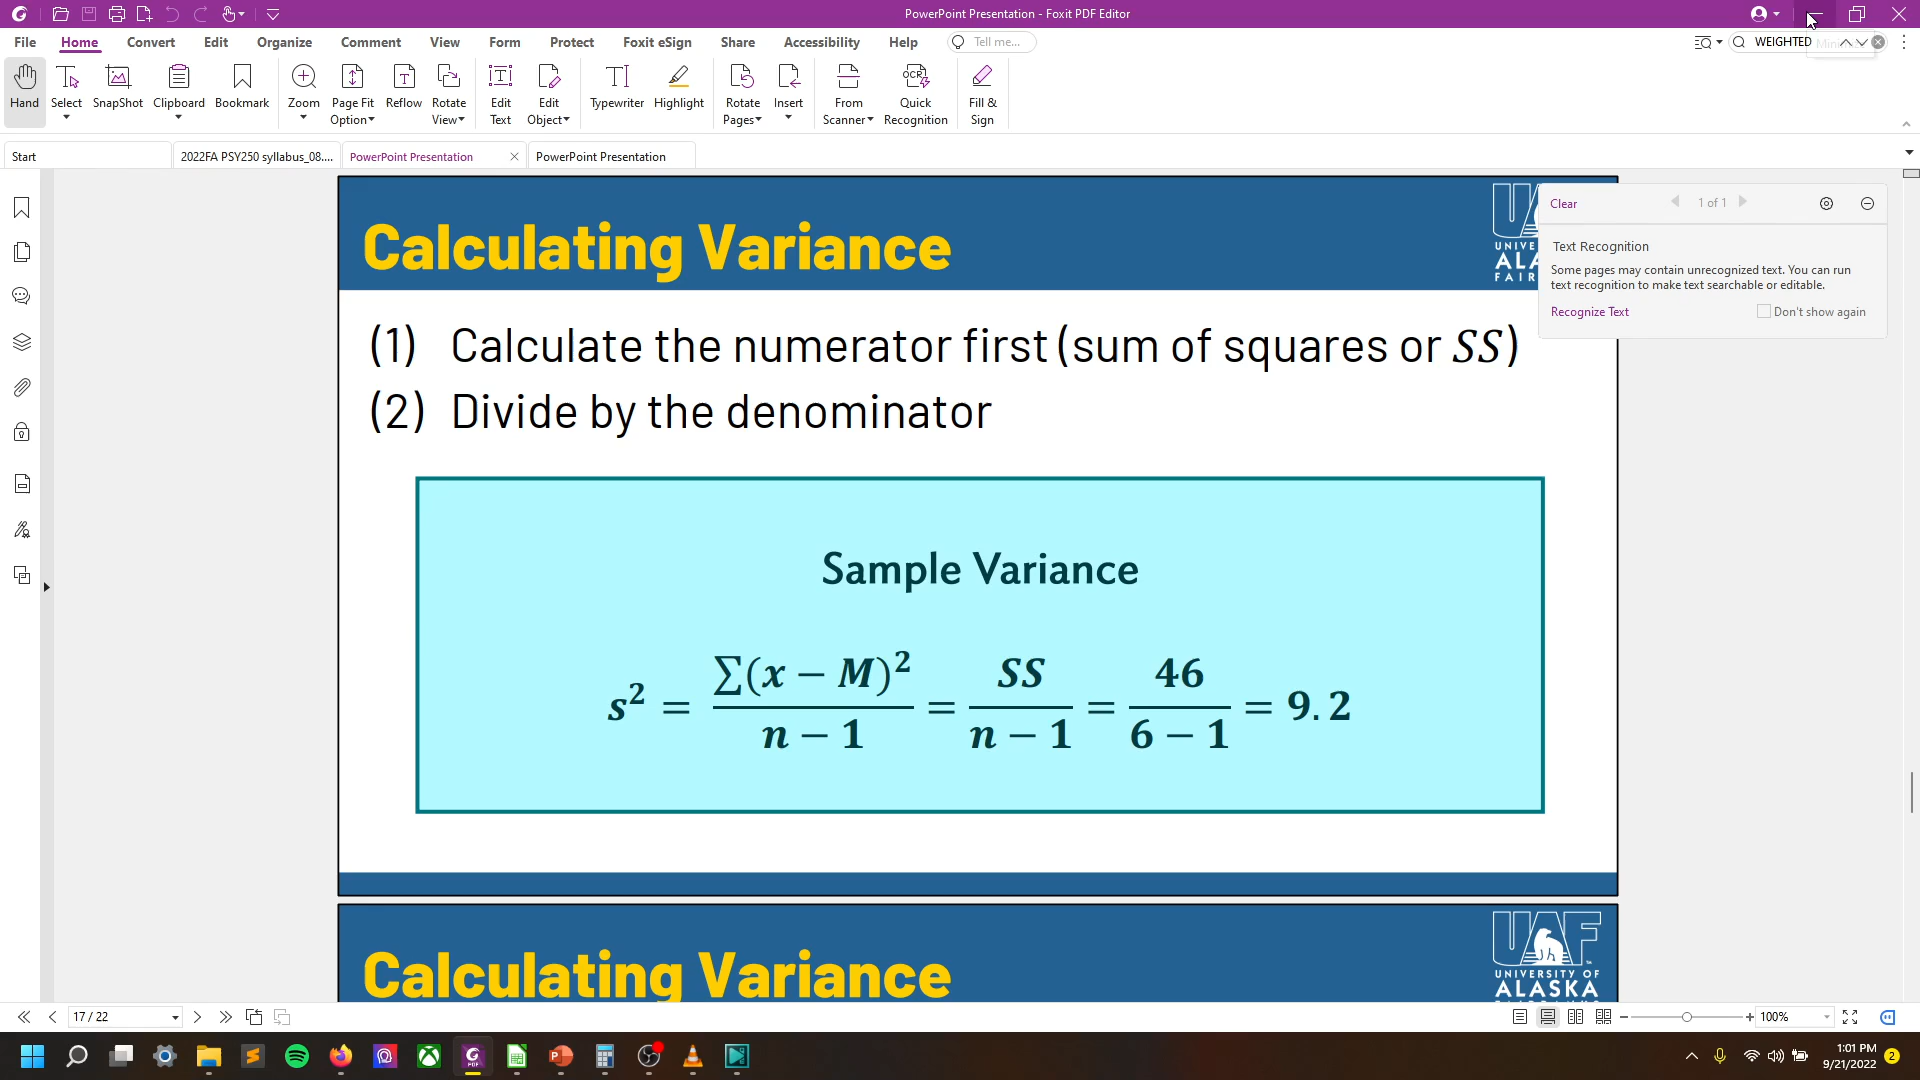 PowerPoint Presentation - Foxit PDF Editor
File Home Convert Edit Organize Comment View Form Protect Foxit eSign Share Accessibility Help Tell me... WEIGHTED
Hand Select SnapShot Clipboard Bookmark Zoom Page Fit Option Reflow Rotate View Edit Text Edit Object Typewriter Highlight Rotate Pages Insert From Scanner Quick Recognition Fill & Sign
Start 2022FA PSY250 syllabus_08.... PowerPoint Presentation PowerPoint Presentation
Calculating Variance
Clear 1 of 1
Text Recognition
Some pages may contain unrecognized text. You can run
text recognition to make text searchable or editable.
Recognize Text Don't show again
(1) Calculate the numerator first (sum of squares or SS)
(2) Divide by the denominator
Sample Variance
s² = ∑(x − M)² / n − 1 = SS / n − 1 = 46 / 6 − 1 = 9.2
Calculating Variance
UAF
UNIVERSITY OF
ALASKA
17 / 22 100%
1:01 PM
9/21/2022 2